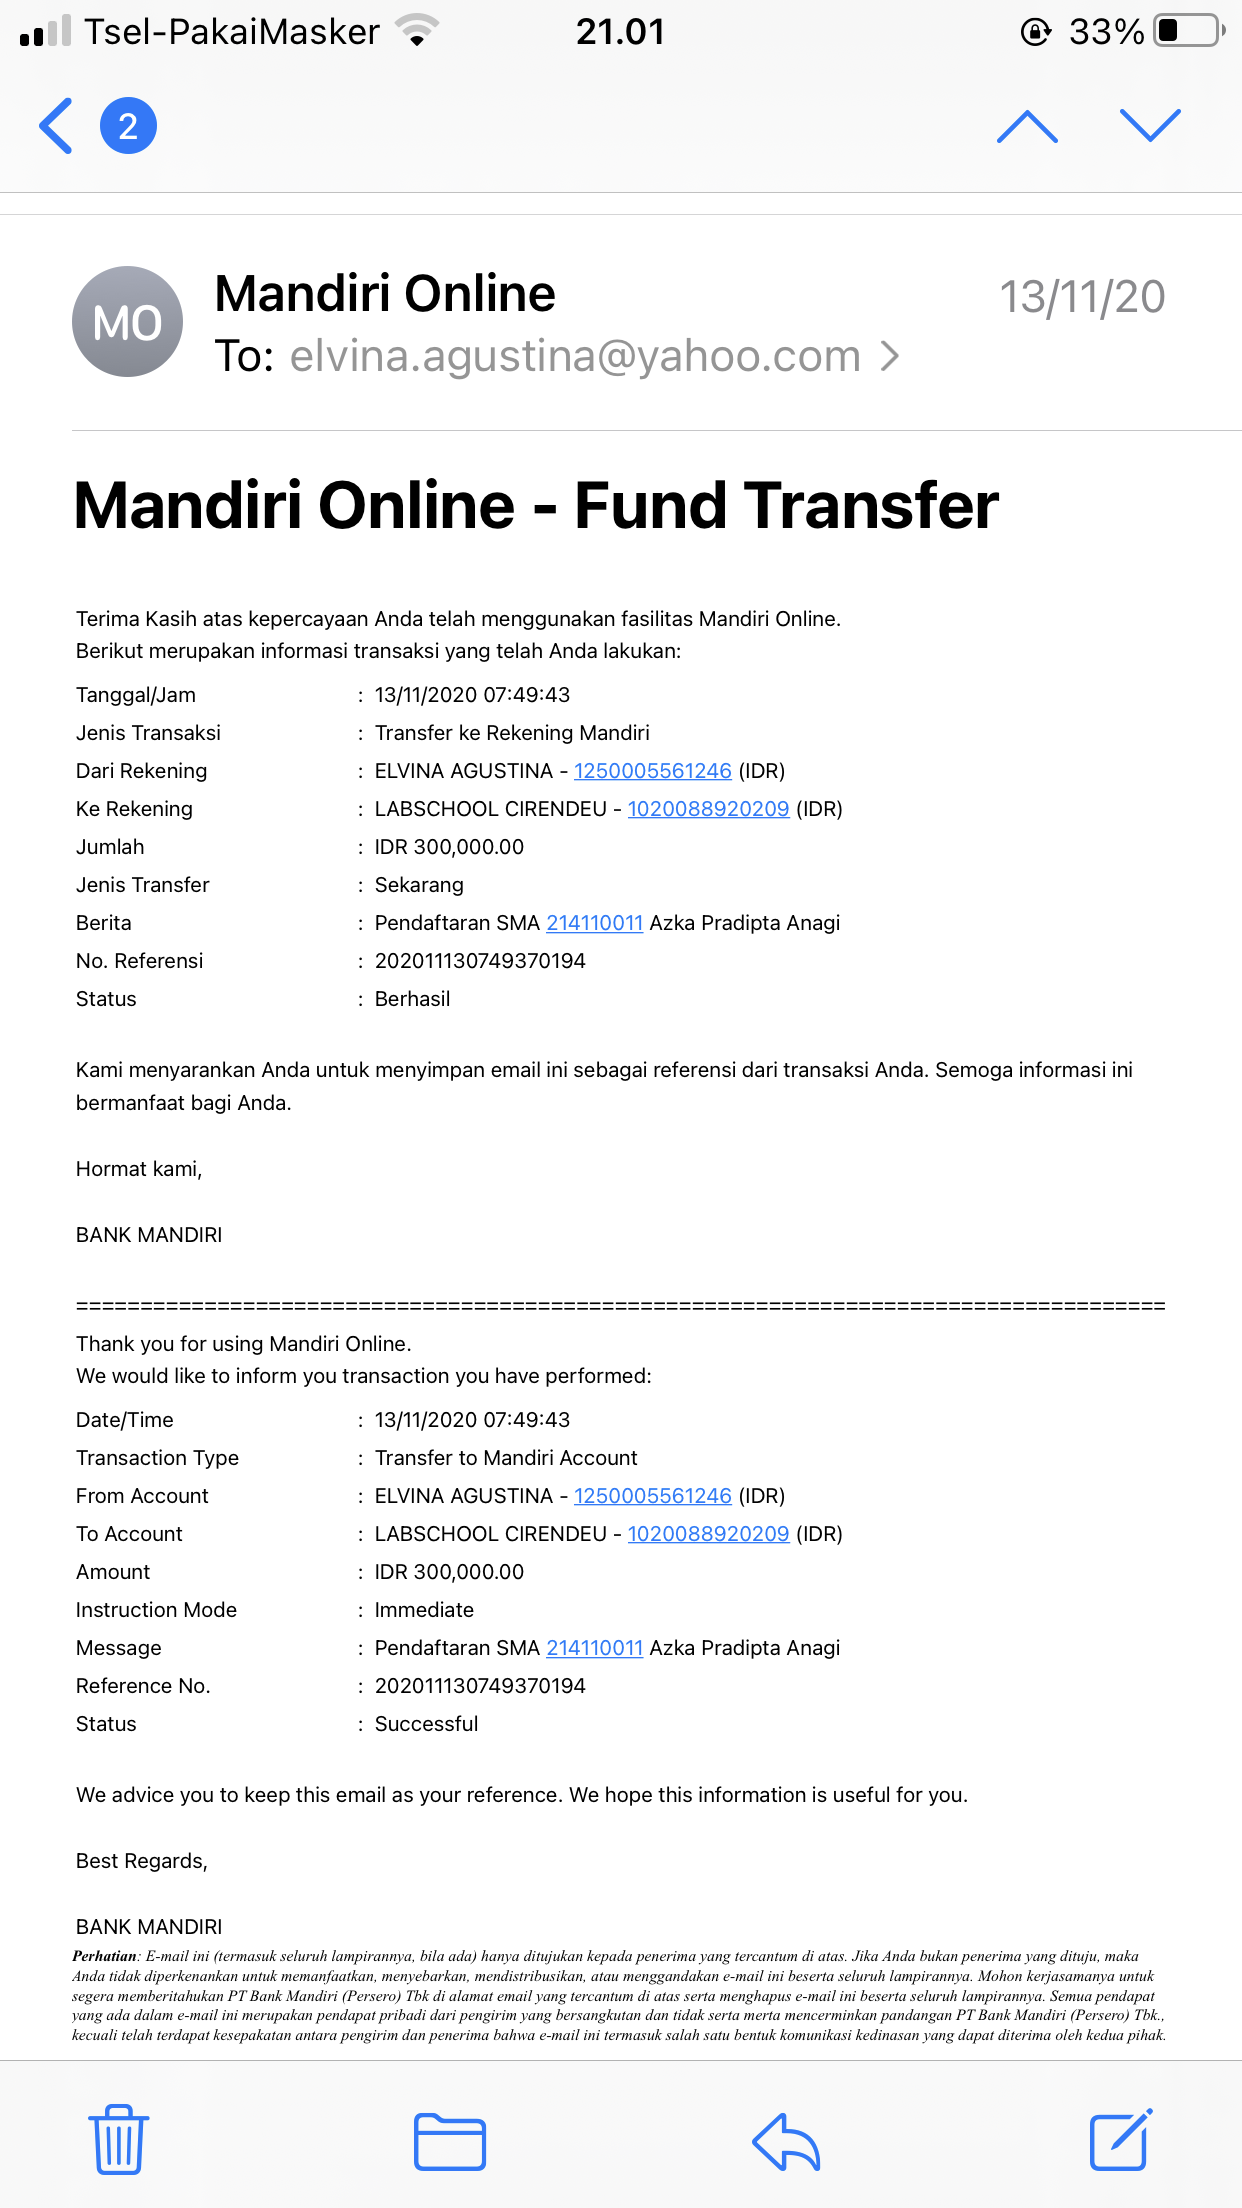 Tsel-PakaiMasker 21.01 33%
2
MO Mandiri Online 13/11/20
To: elvina.agustina@yahoo.com
Mandiri Online - Fund Transfer
Terima Kasih atas kepercayaan Anda telah menggunakan fasilitas Mandiri Online.
Berikut merupakan informasi transaksi yang telah Anda lakukan:
Tanggal/Jam : 13/11/2020 07:49:43
Jenis Transaksi : Transfer ke Rekening Mandiri
Dari Rekening : ELVINA AGUSTINA - 1250005561246 (IDR)
Ke Rekening : LABSCHOOL CIRENDEU - 1020088920209 (IDR)
Jumlah : IDR 300,000.00
Jenis Transfer : Sekarang
Berita : Pendaftaran SMA 214110011 Azka Pradipta Anagi
No. Referensi : 202011130749370194
Status : Berhasil
Kami menyarankan Anda untuk menyimpan email ini sebagai referensi dari transaksi Anda. Semoga informasi ini
bermanfaat bagi Anda.
Hormat kami,
BANK MANDIRI
=====================================================================================
Thank you for using Mandiri Online.
We would like to inform you transaction you have performed:
Date/Time : 13/11/2020 07:49:43
Transaction Type : Transfer to Mandiri Account
From Account : ELVINA AGUSTINA - 1250005561246 (IDR)
To Account : LABSCHOOL CIRENDEU - 1020088920209 (IDR)
Amount : IDR 300,000.00
Instruction Mode : Immediate
Message : Pendaftaran SMA 214110011 Azka Pradipta Anagi
Reference No. : 202011130749370194
Status : Successful
We advice you to keep this email as your reference. We hope this information is useful for you.
Best Regards,
BANK MANDIRI
Perhatian: E-mail ini (termasuk seluruh lampirannya, bila ada) hanya ditujukan kepada penerima yang tercantum di atas. Jika Anda bukan penerima yang dituju, maka
Anda tidak diperkenankan untuk memanfaatkan, menyebarkan, mendistribusikan, atau menggandakan e-mail ini beserta seluruh lampirannya. Mohon kerjasamanya untuk
segera memberitahukan PT Bank Mandiri (Persero) Tbk di alamat email yang tercantum di atas serta menghapus e-mail ini beserta seluruh lampirannya. Semua pendapat
yang ada dalam e-mail ini merupakan pendapat pribadi dari pengirim yang bersangkutan dan tidak serta merta mencerminkan pandangan PT Bank Mandiri (Persero) Tbk.,
kecuali telah terdapat kesepakatan antara pengirim dan penerima bahwa e-mail ini termasuk salah satu bentuk komunikasi kedinasan yang dapat diterima oleh kedua pihak.